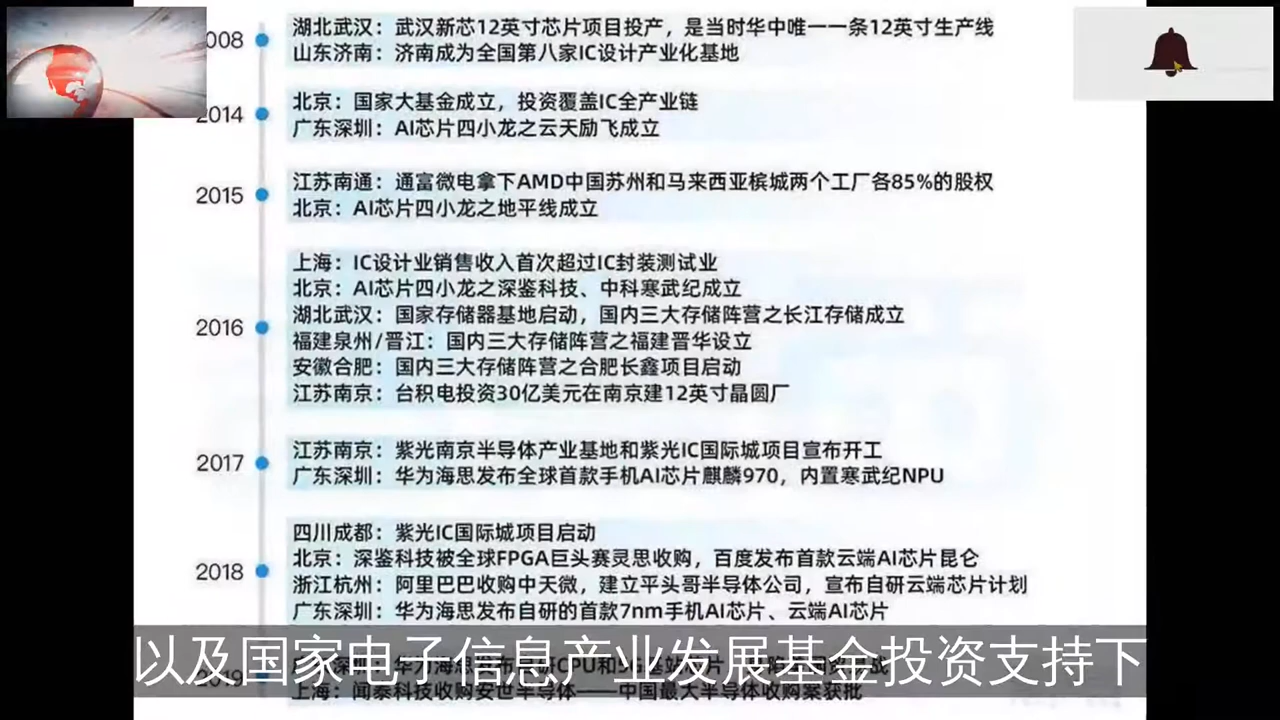 008
湖北武汉：武汉新芯12英寸芯片项目投产，是当时华中唯一一条12英寸生产线
山东济南：济南成为全国第八家IC设计产业化基地
2014
北京：国家大基金成立，投资覆盖IC全产业链
广东深圳：AI芯片四小龙之云天励飞成立
2015
江苏南通：通富微电拿下AMD中国苏州和马来西亚槟城两个工厂各85%的股权
北京：AI芯片四小龙之地平线成立
2016
上海：IC设计业销售收入首次超过IC封装测试业
北京：AI芯片四小龙之深鉴科技、中科寒武纪成立
湖北武汉：国家存储器基地启动，国内三大存储阵营之长江存储成立
福建泉州/晋江：国内三大存储阵营之福建晋华设立
安徽合肥：国内三大存储阵营之合肥长鑫项目启动
江苏南京：台积电投资30亿美元在南京建12英寸晶圆厂
2017
江苏南京：紫光南京半导体产业基地和紫光IC国际城项目宣布开工
广东深圳：华为海思发布全球首款手机AI芯片麒麟970，内置寒武纪NPU
2018
四川成都：紫光IC国际城项目启动
北京：深鉴科技被全球FPGA巨头赛灵思收购，百度发布首款云端AI芯片昆仑
浙江杭州：阿里巴巴收购中天微，建立平头哥半导体公司，宣布自研云端芯片计划
广东深圳：华为海思发布自研的首款7nm手机AI芯片、云端AI芯片
2019
上海：闻泰科技收购安世半导体——中国最大半导体收购案获批
以及国家电子信息产业发展基金投资支持下